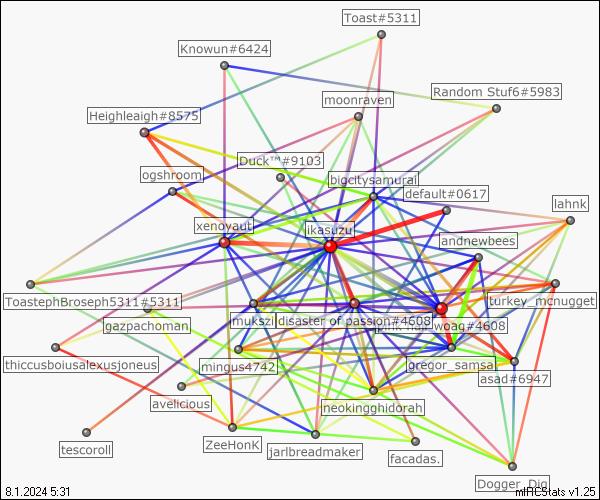 Toast#5311
Knowun#6424
Random Stuf6#5983
moonraven
Heighleaigh#8575
Duck™#9103
ogshroom
bigcitysamurai
default#0617
lahnk
xenoyaut
ikasuzu
andnewbees
ToastephBroseph5311#5311
turkey_mcnugget
gazpachoman
mukszi
disaster of passion#4608
woaq#4608
thiccusboiusalexusjoneus
mingus4742
gregor_samsa
asad#6947
avelicious
neokingghidorah
tescoroll
ZeeHonK
jarlbreadmaker
facadas.
Dogger_Dig
8.1.2024 5:31
mIRCStats v1.25